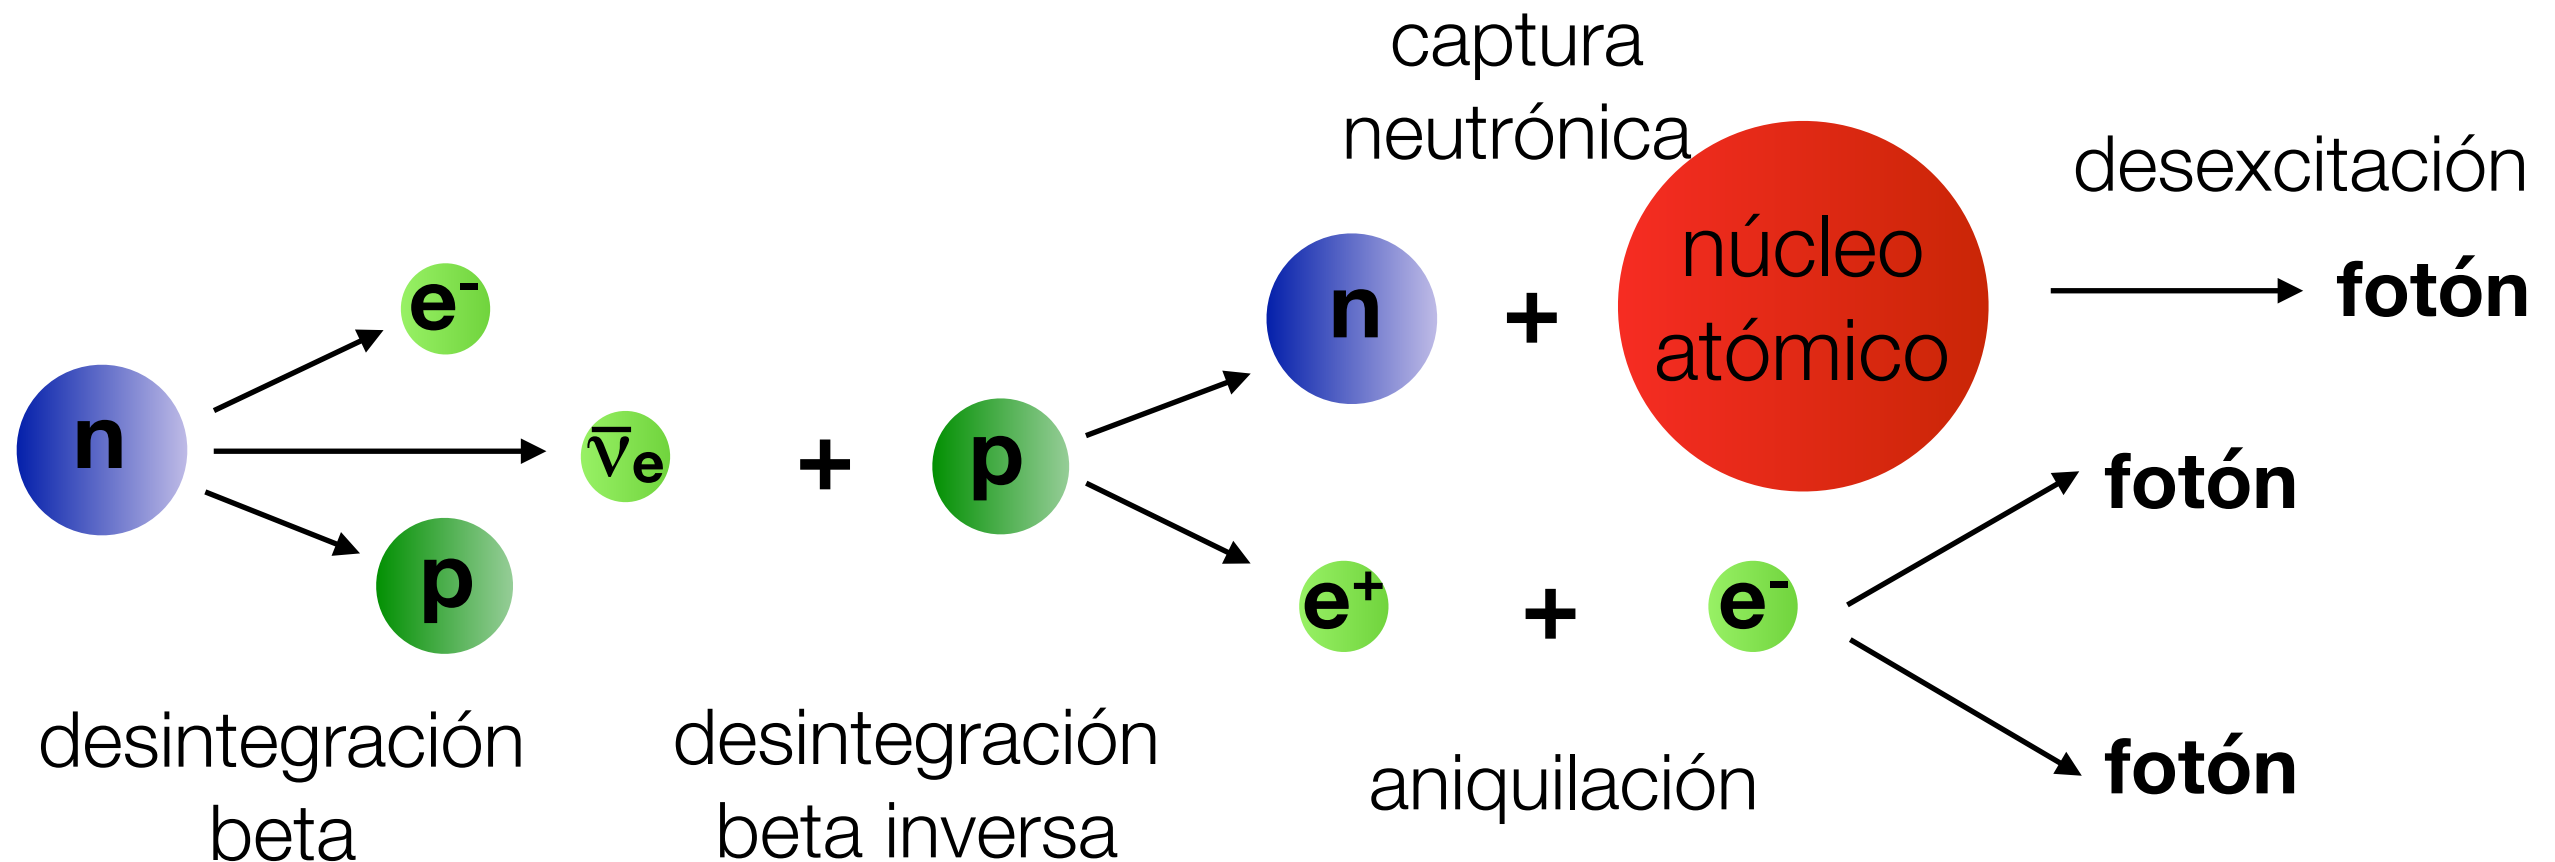 captura
neutrónica
desexcitación
núcleo
atómico
n
+
fotón
e-
n
ν̅e
+
p
fotón
p
e+
+
e-
fotón
desintegración
beta
desintegración
beta inversa
aniquilación